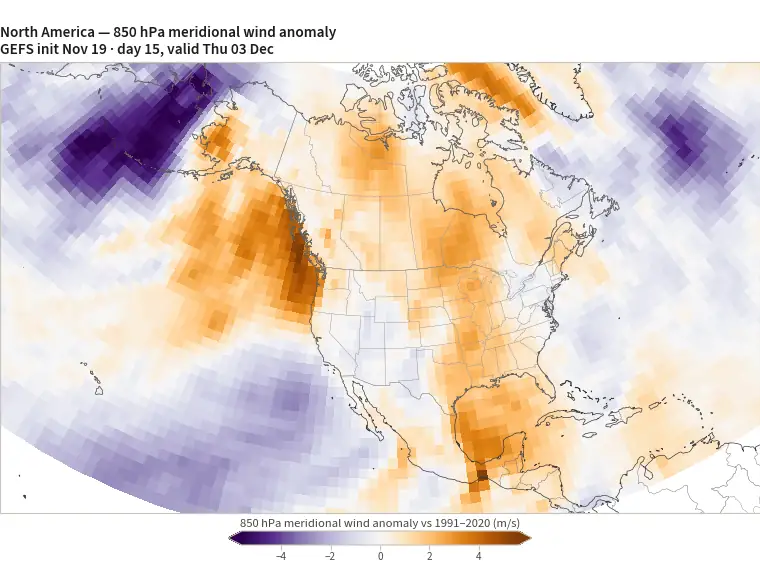 North America — 850 hPa meridional wind anomaly
GEFS init Nov 19 · day 15, valid Thu 03 Dec
850 hPa meridional wind anomaly vs 1991–2020 (m/s)
−4 −2 0 2 4